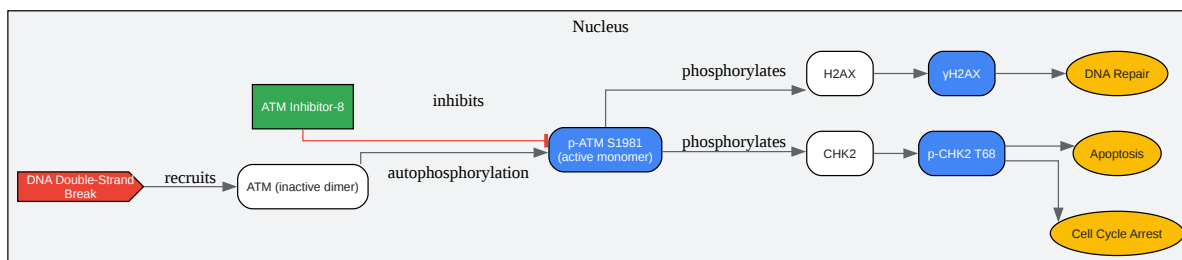 Nucleus
phosphorylates
H2AX
γH2AX
DNA Repair
ATM Inhibitor-8
inhibits
p-ATM S1981
(active monomer)
phosphorylates
CHK2
p-CHK2 T68
Apoptosis
DNA Double-Strand
Break
recruits
ATM (inactive dimer)
autophosphorylation
Cell Cycle Arrest